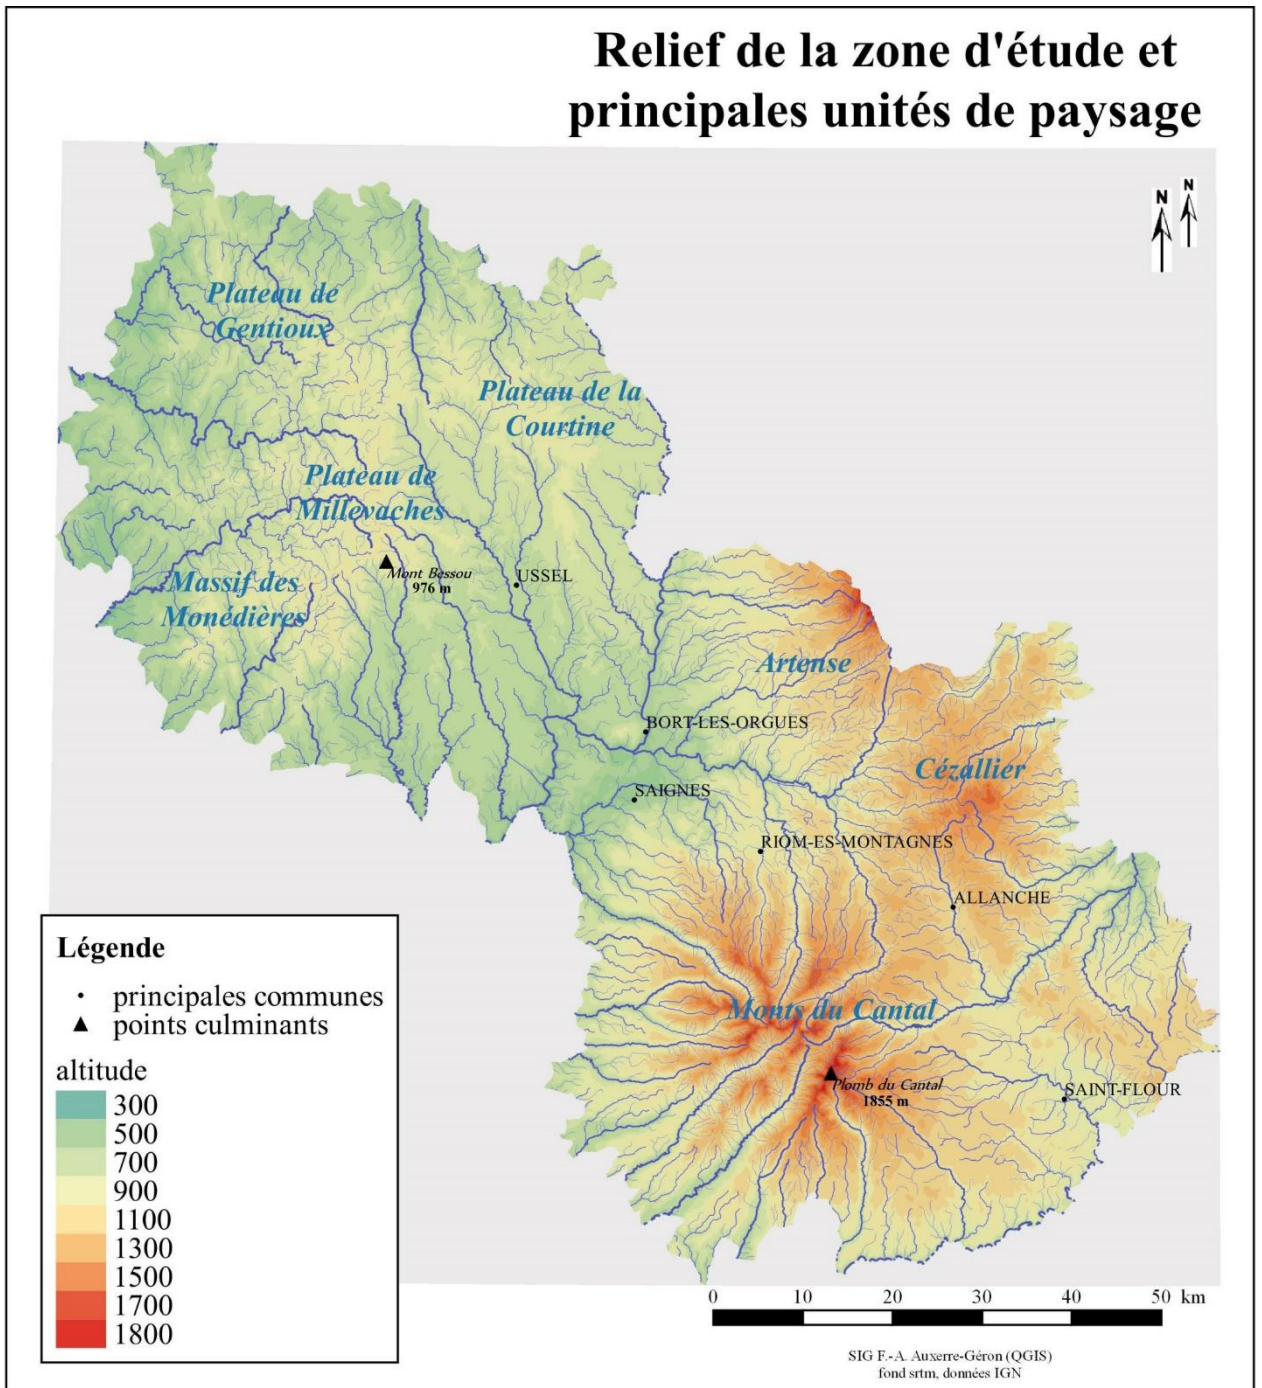 Relief de la zone d'étude et
principales unités de paysage
N
N
Plateau de
Gentioux
Plateau de la
Courtine
Plateau de
Millevaches
Mont Bessou
976 m
USSEL
Massif des
Monédières
Artense
BORT-LES-ORGUES
Cézallier
SAIGNES
RIOM-ES-MONTAGNES
ALLANCHE
Monts du Cantal
Plomb du Cantal
1855 m
SAINT-FLOUR
Légende
principales communes
points culminants
altitude
300
500
700
900
1100
1300
1500
1700
1800
0 10 20 30 40 50 km
SIG F.-A. Auxerre-Géron (QGIS)
fond srtm, données IGN